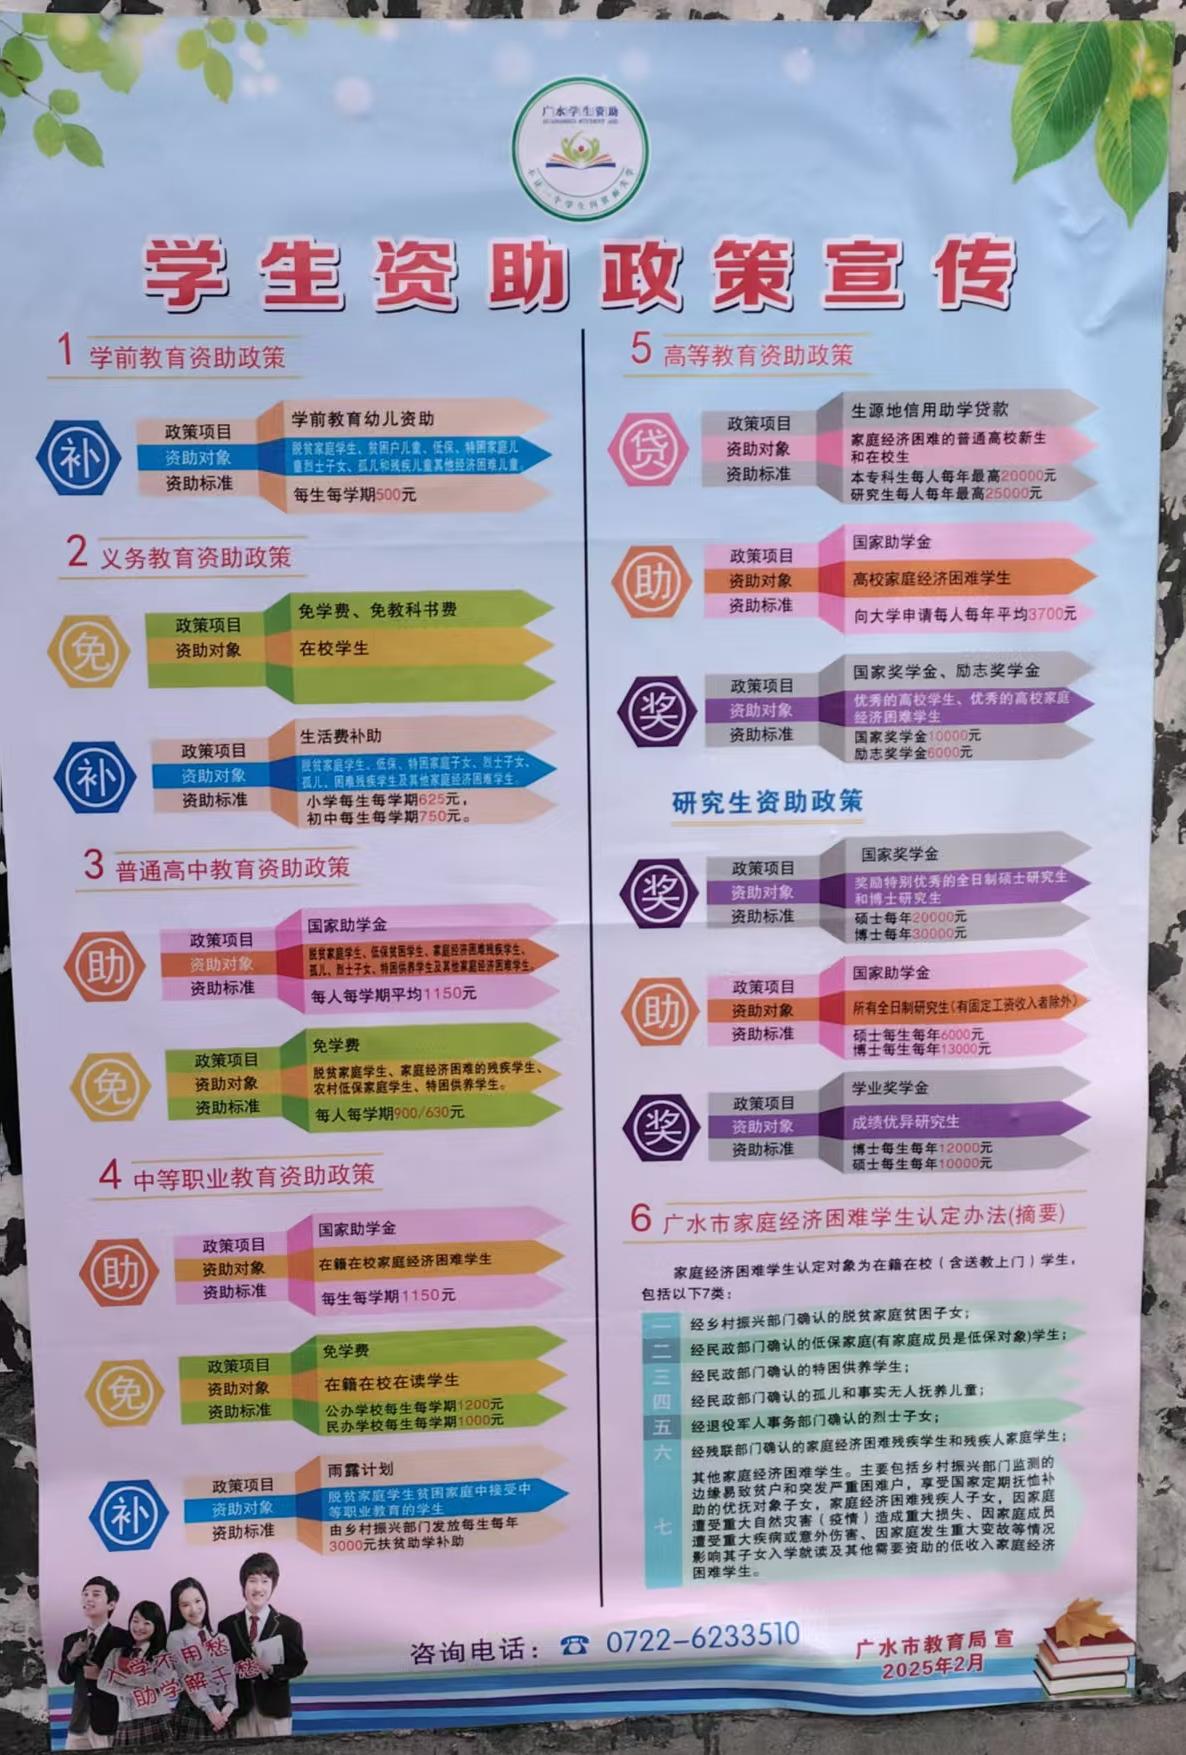 广水学生资助
GUANGSHUI STUDENT AID
不让一个学生因贫困失学
学生资助政策宣传
1 学前教育资助政策
补
政策项目
学前教育幼儿资助
资助对象
脱贫家庭学生、贫困户儿童、低保、特困家庭儿
童烈士子女、孤儿和残疾儿童其他经济困难儿童。
资助标准
每生每学期500元
2 义务教育资助政策
免
政策项目
免学费、免教科书费
资助对象
在校学生
补
政策项目
生活费补助
资助对象
脱贫家庭学生、低保、特困家庭子女、烈士子女、
孤儿、困难残疾学生及其他家庭经济困难学生。
资助标准
小学每生每学期625元，
初中每生每学期750元。
3 普通高中教育资助政策
助
政策项目
国家助学金
资助对象
脱贫家庭学生、低保贫困学生、家庭经济困难残疾学生、
孤儿、烈士子女、特困供养学生及其他家庭经济困难学生。
资助标准
每人每学期平均1150元
免
政策项目
免学费
资助对象
脱贫家庭学生、家庭经济困难的残疾学生、
农村低保家庭学生、特困供养学生。
资助标准
每人每学期900/630元
4 中等职业教育资助政策
助
政策项目
国家助学金
资助对象
在籍在校家庭经济困难学生
资助标准
每生每学期1150元
免
政策项目
免学费
资助对象
在籍在校在读学生
资助标准
公办学校每生每学期1200元
民办学校每生每学期1000元
补
政策项目
雨露计划
资助对象
脱贫家庭学生贫困家庭中接受中
等职业教育的学生
资助标准
由乡村振兴部门发放每生每年
3000元扶贫助学补助
5 高等教育资助政策
贷
政策项目
生源地信用助学贷款
资助对象
家庭经济困难的普通高校新生
和在校生
资助标准
本专科生每人每年最高20000元
研究生每人每年最高25000元
助
政策项目
国家助学金
资助对象
高校家庭经济困难学生
资助标准
向大学申请每人每年平均3700元
奖
政策项目
国家奖学金、励志奖学金
资助对象
优秀的高校学生、优秀的高校家庭
经济困难学生
资助标准
国家奖学金10000元
励志奖学金6000元
研究生资助政策
奖
政策项目
国家奖学金
资助对象
奖励特别优秀的全日制硕士研究生
和博士研究生
资助标准
硕士每年20000元
博士每年30000元
助
政策项目
国家助学金
资助对象
所有全日制研究生(有固定工资收入者除外)
资助标准
硕士每生每年6000元
博士每生每年13000元
奖
政策项目
学业奖学金
资助对象
成绩优异研究生
资助标准
博士每生每年12000元
硕士每生每年10000元
6 广水市家庭经济困难学生认定办法(摘要)
家庭经济困难学生认定对象为在籍在校（含送教上门）学生，
包括以下7类：
一 经乡村振兴部门确认的脱贫家庭贫困子女；
二 经民政部门确认的低保家庭(有家庭成员是低保对象)学生；
三 经民政部门确认的特困供养学生；
四 经民政部门确认的孤儿和事实无人抚养儿童；
五 经退役军人事务部门确认的烈士子女；
六 经残联部门确认的家庭经济困难残疾学生和残疾人家庭学生；
七 其他家庭经济困难学生。主要包括乡村振兴部门监测的
边缘易致贫户和突发严重困难户，享受国家定期抚恤补
助的优抚对象子女，家庭经济困难残疾人子女，因家庭
遭受重大自然灾害（疫情）造成重大损失、因家庭成员
遭受重大疾病或意外伤害、因家庭发生重大变故等情况
影响其子女入学就读及其他需要资助的低收入家庭经济
困难学生。
上学不用愁
助学解千愁
咨询电话：☎ 0722-6233510
广水市教育局 宣
2025年2月